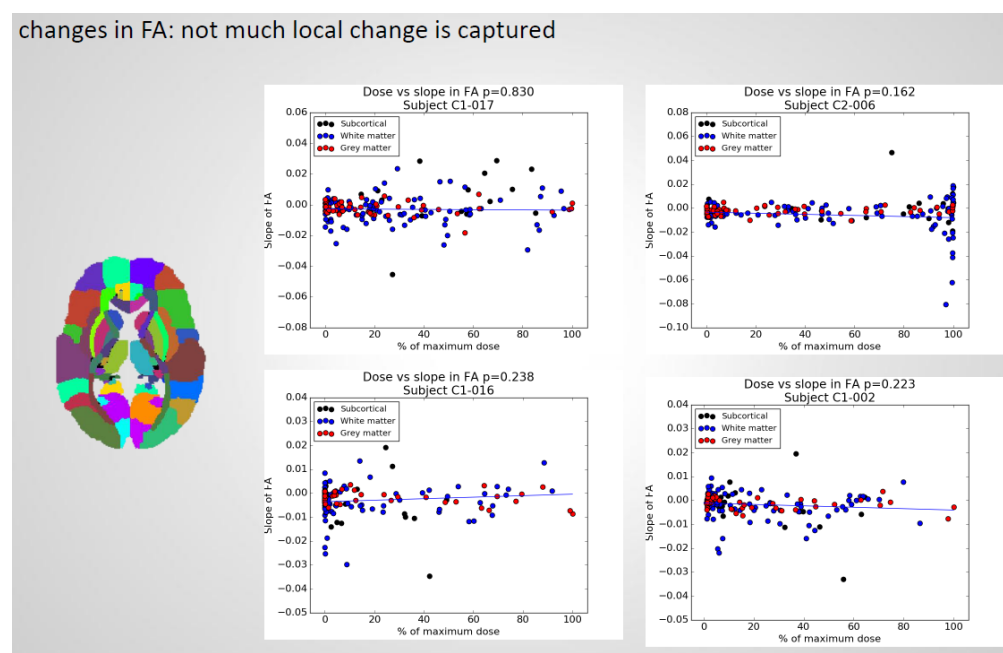 changes in FA: not much local change is captured
Dose vs slope in FA p=0.830
Subject C1-017
Subcortical
White matter
Grey matter
0.06
0.04
0.02
0.00
−0.02
−0.04
−0.06
−0.08
Slope of FA
0
20
40
60
80
100
% of maximum dose
Dose vs slope in FA p=0.162
Subject C2-006
Subcortical
White matter
Grey matter
0.08
0.06
0.04
0.02
0.00
−0.02
−0.04
−0.06
−0.08
−0.10
Slope of FA
0
20
40
60
80
100
% of maximum dose
Dose vs slope in FA p=0.238
Subject C1-016
Subcortical
White matter
Grey matter
0.04
0.03
0.02
0.01
0.00
−0.01
−0.02
−0.03
−0.04
−0.05
Slope of FA
0
20
40
60
80
100
% of maximum dose
Dose vs slope in FA p=0.223
Subject C1-002
Subcortical
White matter
Grey matter
0.04
0.03
0.02
0.01
0.00
−0.01
−0.02
−0.03
−0.04
−0.05
Slope of FA
0
20
40
60
80
100
% of maximum dose